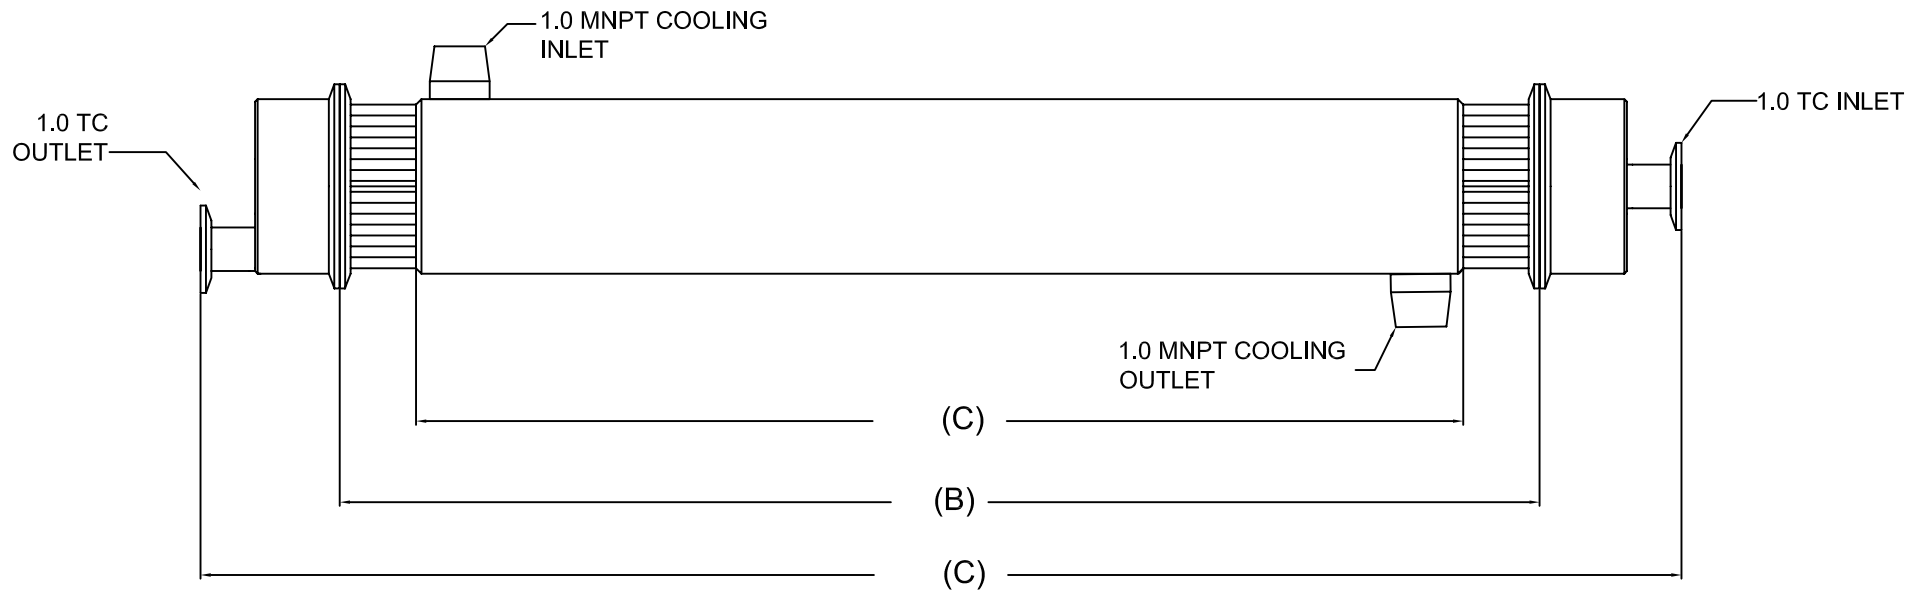 1.0 MNPT COOLING
INLET
1.0 TC
OUTLET
1.0 TC INLET
1.0 MNPT COOLING
OUTLET
(C)
(B)
(C)